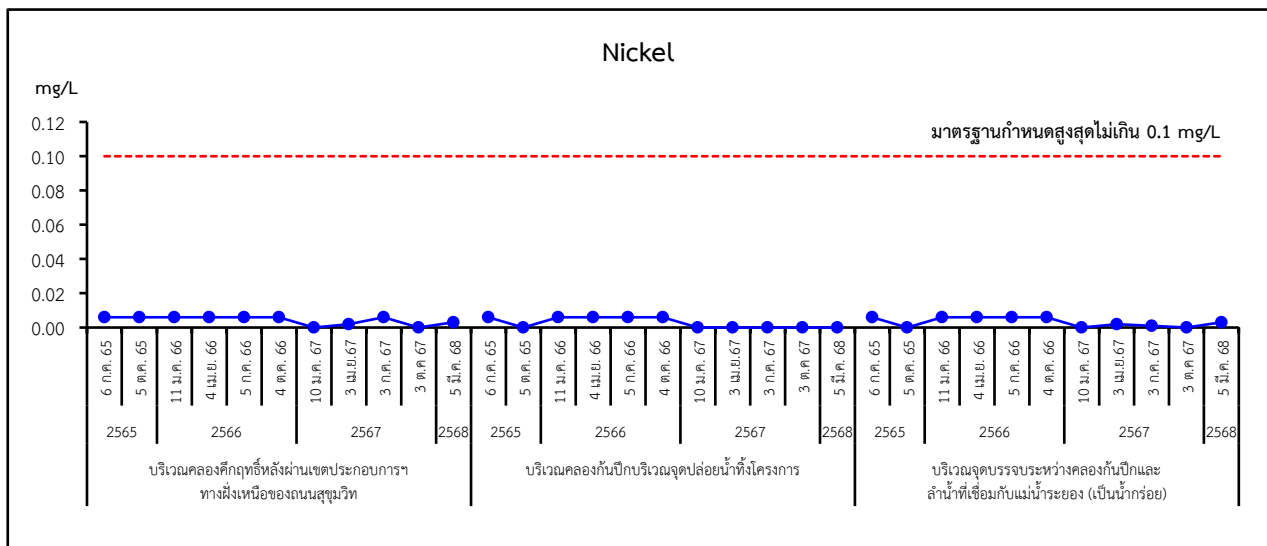 Nickel
mg/L
มาตรฐานกำหนดสูงสุดไม่เกิน 0.1 mg/L
0.12
0.10
0.08
0.06
0.04
0.02
0.00
6 ก.ค. 65
5 ต.ค. 65
11 ม.ค. 66
4 เม.ย. 66
5 ก.ค. 66
4 ต.ค. 66
10 ม.ค. 67
3 เม.ย.67
3 ก.ค. 67
3 ต.ค 67
5 มี.ค. 68
6 ก.ค. 65
5 ต.ค. 65
11 ม.ค. 66
4 เม.ย. 66
5 ก.ค. 66
4 ต.ค. 66
10 ม.ค. 67
3 เม.ย.67
3 ก.ค. 67
3 ต.ค 67
5 มี.ค. 68
6 ก.ค. 65
5 ต.ค. 65
11 ม.ค. 66
4 เม.ย. 66
5 ก.ค. 66
4 ต.ค. 66
10 ม.ค. 67
3 เม.ย.67
3 ก.ค. 67
3 ต.ค 67
5 มี.ค. 68
2565 2566 2567 2568 2565 2566 2567 2568 2565 2566 2567 2568
บริเวณคลองคึกฤทธิ์หลังผ่านเขตประกอบการฯ
ทางฝั่งเหนือของถนนสุขุมวิท
บริเวณคลองก้นปึกบริเวณจุดปล่อยน้ำทิ้งโครงการ
บริเวณจุดบรรจบระหว่างคลองก้นปึกและ
ลำน้ำที่เชื่อมกับแม่น้ำระยอง (เป็นน้ำกร่อย)